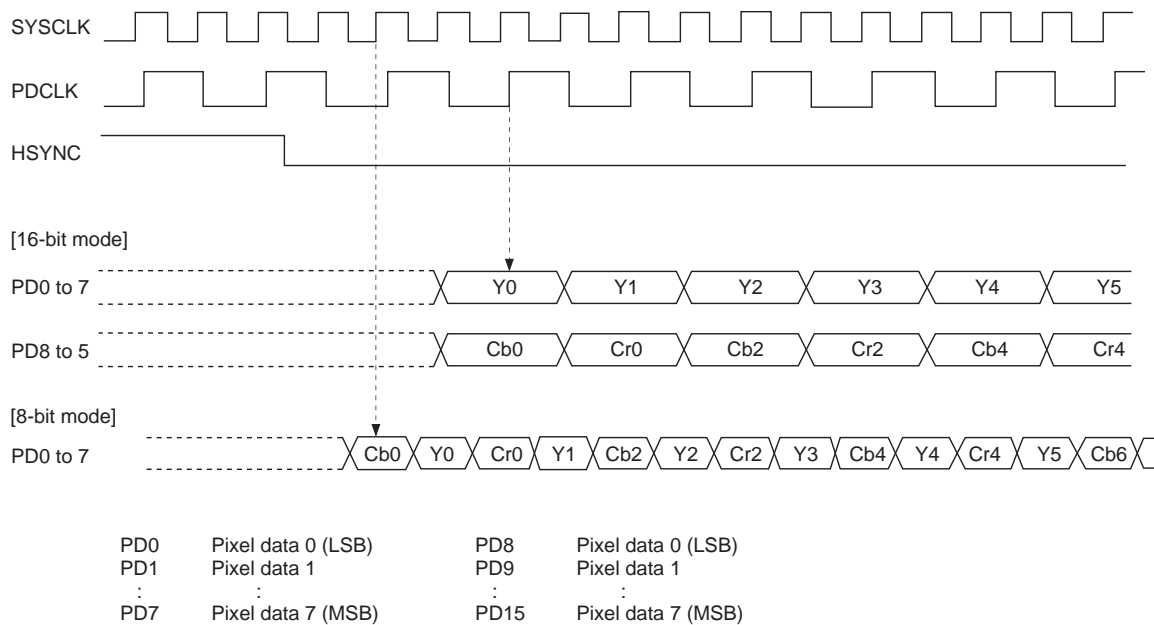 SYSCLK
PDCLK
HSYNC
[16-bit mode]
PD0 to 7 Y0 Y1 Y2 Y3 Y4 Y5
PD8 to 5 Cb0 Cr0 Cb2 Cr2 Cb4 Cr4
[8-bit mode]
PD0 to 7 Cb0 Y0 Cr0 Y1 Cb2 Y2 Cr2 Y3 Cb4 Y4 Cr4 Y5 Cb6
PD0 Pixel data 0 (LSB) PD8 Pixel data 0 (LSB)
PD1 Pixel data 1 PD9 Pixel data 1
: : : :
PD7 Pixel data 7 (MSB) PD15 Pixel data 7 (MSB)